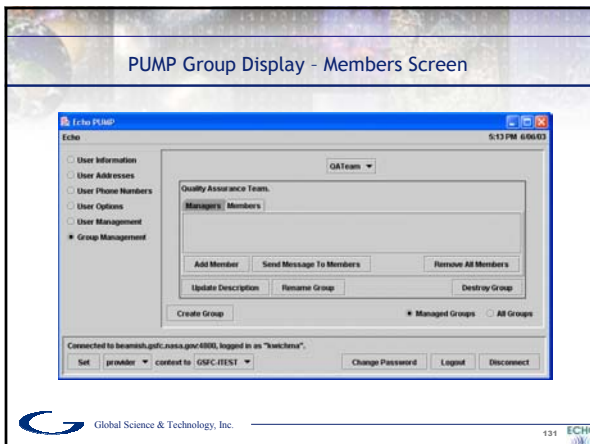 PUMP Group Display – Members Screen
Echo PUMP
Echo 5:13 PM 6/06/03
User Information
User Addresses
User Phone Numbers
User Options
User Management
Group Management
QATeam
Quality Assurance Team.
Managers Members
Add Member Send Message To Members Remove All Members
Update Description Rename Group Destroy Group
Create Group Managed Groups All Groups
Connected to beamish.gsfc.nasa.gov:4800, logged in as "kwichma".
Set provider context to GSFC-ITEST Change Password Logout Disconnect
Global Science & Technology, Inc. 131 ECHO